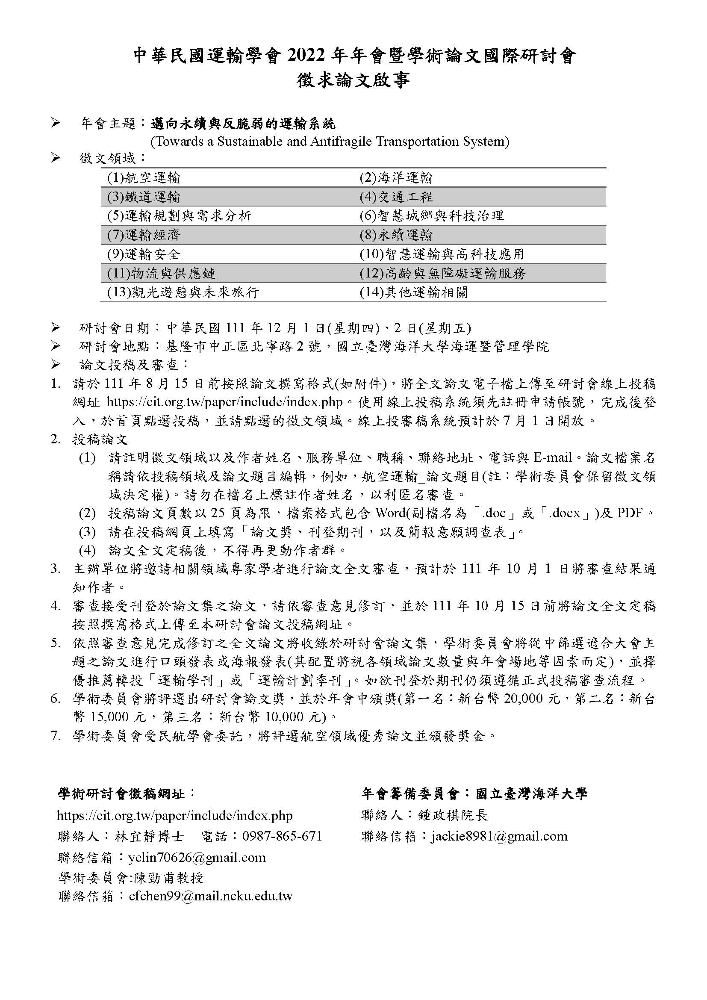 中華民國運輸學會 2022 年年會暨學術論文國際研討會
徵求論文啟事
➢ 年會主題：邁向永續與反脆弱的運輸系統
(Towards a Sustainable and Antifragile Transportation System)
➢ 徵文領域：
(1)航空運輸 (2)海洋運輸
(3)鐵道運輸 (4)交通工程
(5)運輸規劃與需求分析 (6)智慧城鄉與科技治理
(7)運輸經濟 (8)永續運輸
(9)運輸安全 (10)智慧運輸與高科技應用
(11)物流與供應鏈 (12)高齡與無障礙運輸服務
(13)觀光遊憩與未來旅行 (14)其他運輸相關
➢ 研討會日期：中華民國 111 年 12 月 1 日(星期四)、2 日(星期五)
➢ 研討會地點：基隆市中正區北寧路 2 號，國立臺灣海洋大學海運暨管理學院
➢ 論文投稿及審查：
1. 請於 111 年 8 月 15 日前按照論文撰寫格式(如附件)，將全文論文電子檔上傳至研討會線上投稿
網址 https://cit.org.tw/paper/include/index.php。使用線上投稿系統須先註冊申請帳號，完成後登
入，於首頁點選投稿，並請點選的徵文領域。線上投審稿系統預計於 7 月 1 日開放。
2. 投稿論文
(1) 請註明徵文領域以及作者姓名、服務單位、職稱、聯絡地址、電話與 E-mail。論文檔案名
稱請依投稿領域及論文題目編輯，例如，航空運輸_論文題目(註：學術委員會保留徵文領
域決定權)。請勿在檔名上標註作者姓名，以利匿名審查。
(2) 投稿論文頁數以 25 頁為限，檔案格式包含 Word(副檔名為「.doc」或「.docx」)及 PDF。
(3) 請在投稿網頁上填寫「論文獎、刊登期刊，以及簡報意願調查表」。
(4) 論文全文定稿後，不得再更動作者群。
3. 主辦單位將邀請相關領域專家學者進行論文全文審查，預計於 111 年 10 月 1 日將審查結果通
知作者。
4. 審查接受刊登於論文集之論文，請依審查意見修訂，並於 111 年 10 月 15 日前將論文全文定稿
按照撰寫格式上傳至本研討會論文投稿網址。
5. 依照審查意見完成修訂之全文論文將收錄於研討會論文集，學術委員會將從中篩選適合大會主
題之論文進行口頭發表或海報發表(其配置將視各領域論文數量與年會場地等因素而定)，並擇
優推薦轉投「運輸學刊」或「運輸計劃季刊」。如欲刊登於期刊仍須遵循正式投稿審查流程。
6. 學術委員會將評選出研討會論文獎，並於年會中頒獎(第一名：新台幣 20,000 元，第二名：新台
幣 15,000 元，第三名：新台幣 10,000 元)。
7. 學術委員會受民航學會委託，將評選航空領域優秀論文並頒發獎金。
學術研討會徵稿網址：
https://cit.org.tw/paper/include/index.php
聯絡人：林宜靜博士 電話：0987-865-671
聯絡信箱：yclin70626@gmail.com
學術委員會:陳勁甫教授
聯絡信箱：cfchen99@mail.ncku.edu.tw
年會籌備委員會：國立臺灣海洋大學
聯絡人：鍾政棋院長
聯絡信箱：jackie8981@gmail.com